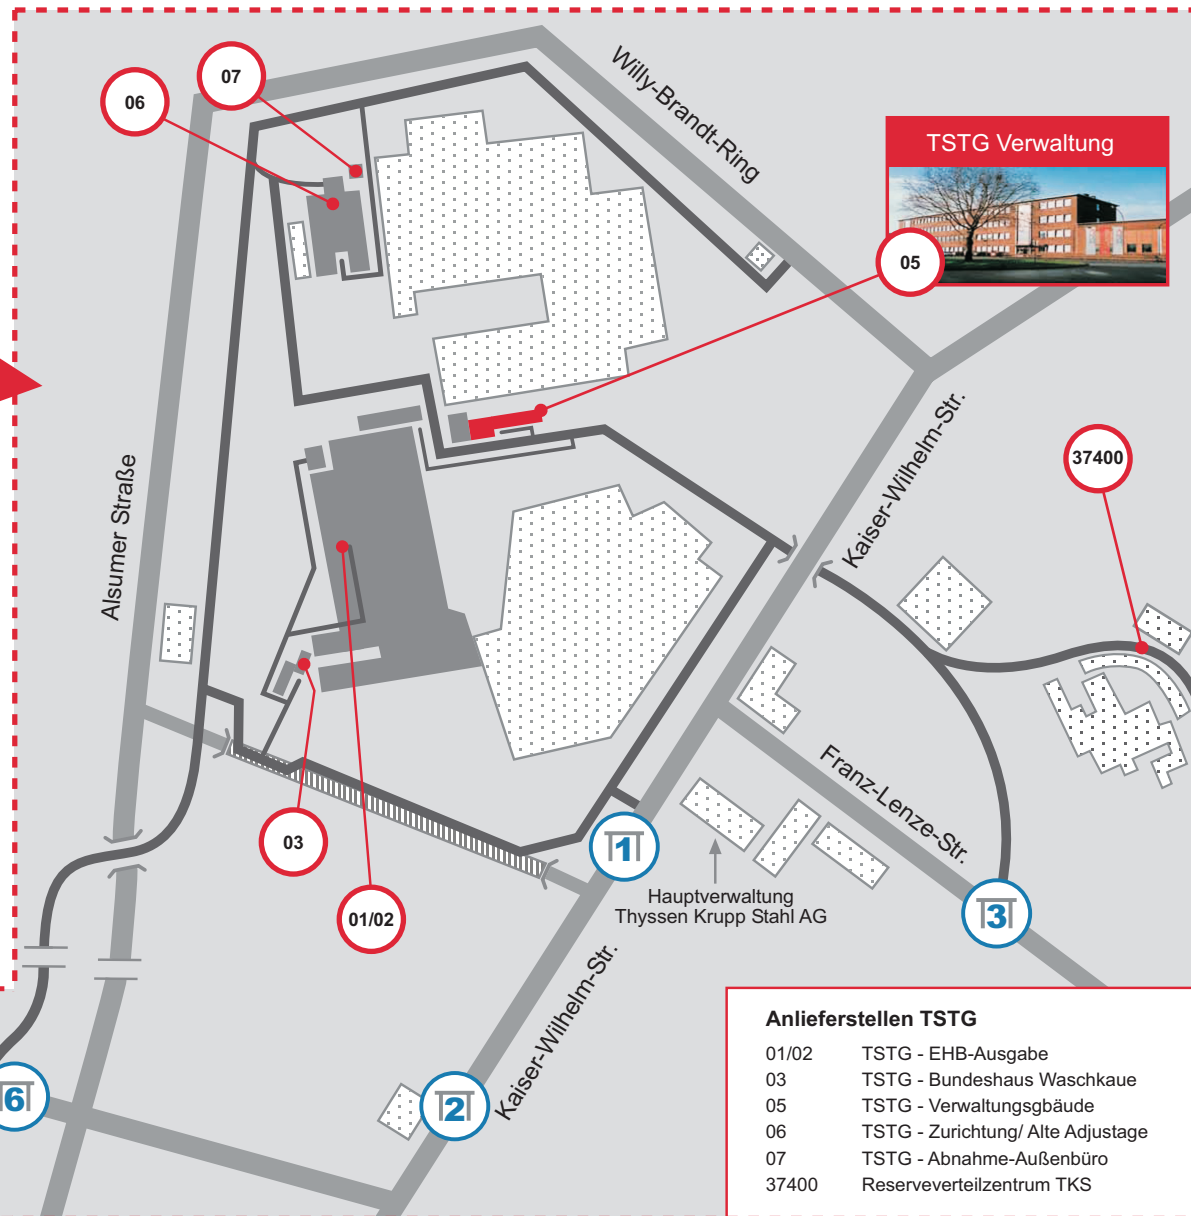 07
06
Willy-Brandt-Ring
TSTG Verwaltung
05
Kaiser-Wilhelm-Str.
37400
Alsumer Straße
Franz-Lenze-Str.
03
1
Hauptverwaltung
Thyssen Krupp Stahl AG
01/02
3
Kaiser-Wilhelm-Str.
6
2
Anlieferstellen TSTG
01/02 TSTG - EHB-Ausgabe
03 TSTG - Bundeshaus Waschkaue
05 TSTG - Verwaltungsgbäude
06 TSTG - Zurichtung/ Alte Adjustage
07 TSTG - Abnahme-Außenbüro
37400 Reserveverteilzentrum TKS